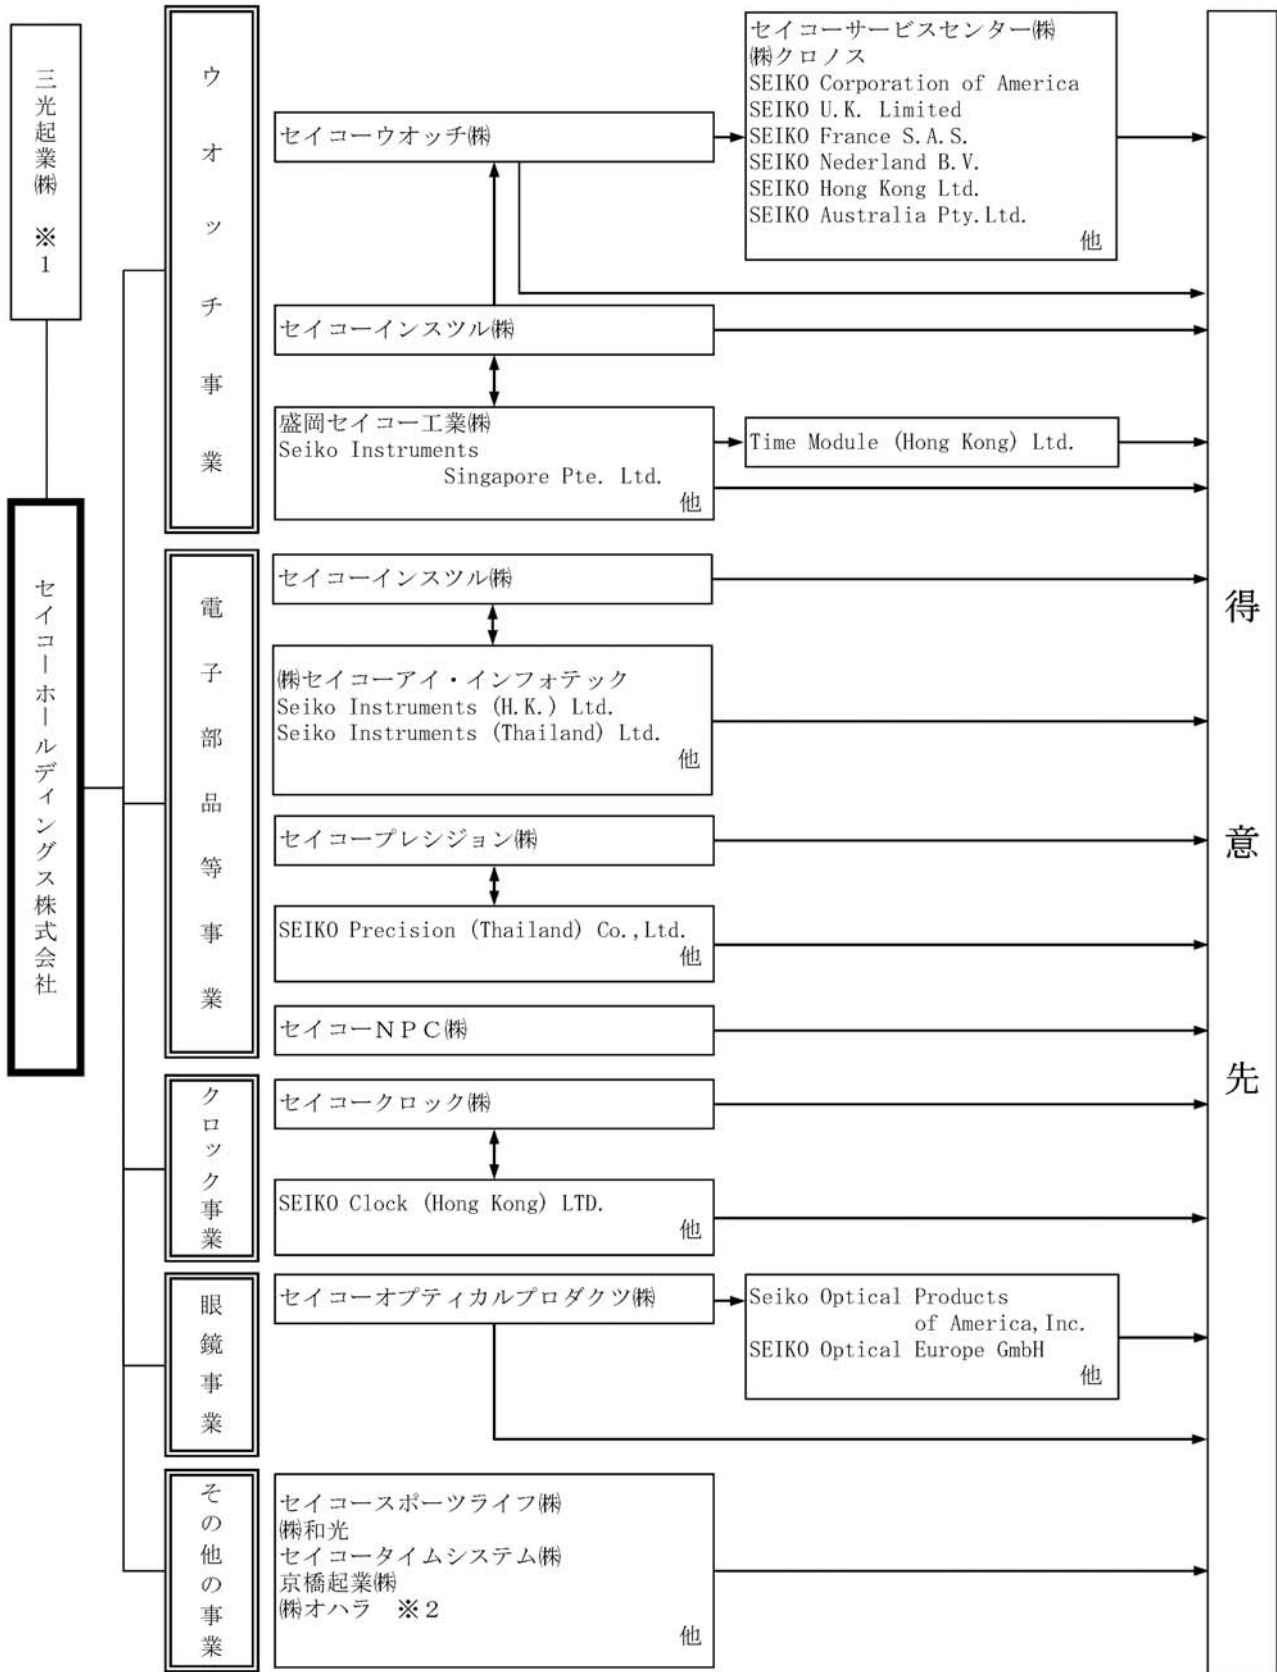 三光起業㈱　※1
セイコーホールディングス株式会社
ウオッチ事業
セイコーウオッチ㈱
セイコーサービスセンター㈱
㈱クロノス
SEIKO Corporation of America
SEIKO U.K. Limited
SEIKO France S.A.S.
SEIKO Nederland B.V.
SEIKO Hong Kong Ltd.
SEIKO Australia Pty.Ltd.
他
セイコーインスツル㈱
盛岡セイコー工業㈱
Seiko Instruments
Singapore Pte. Ltd.
他
Time Module (Hong Kong) Ltd.
電子部品等事業
セイコーインスツル㈱
㈱セイコーアイ・インフォテック
Seiko Instruments (H.K.) Ltd.
Seiko Instruments (Thailand) Ltd.
他
セイコープレシジョン㈱
SEIKO Precision (Thailand) Co.,Ltd.
他
セイコーＮＰＣ㈱
クロック事業
セイコークロック㈱
SEIKO Clock (Hong Kong) LTD.
他
眼鏡事業
セイコーオプティカルプロダクツ㈱
Seiko Optical Products
of America,Inc.
SEIKO Optical Europe GmbH
他
その他の事業
セイコースポーツライフ㈱
㈱和光
セイコータイムシステム㈱
京橋起業㈱
㈱オハラ　※２
他
得意先